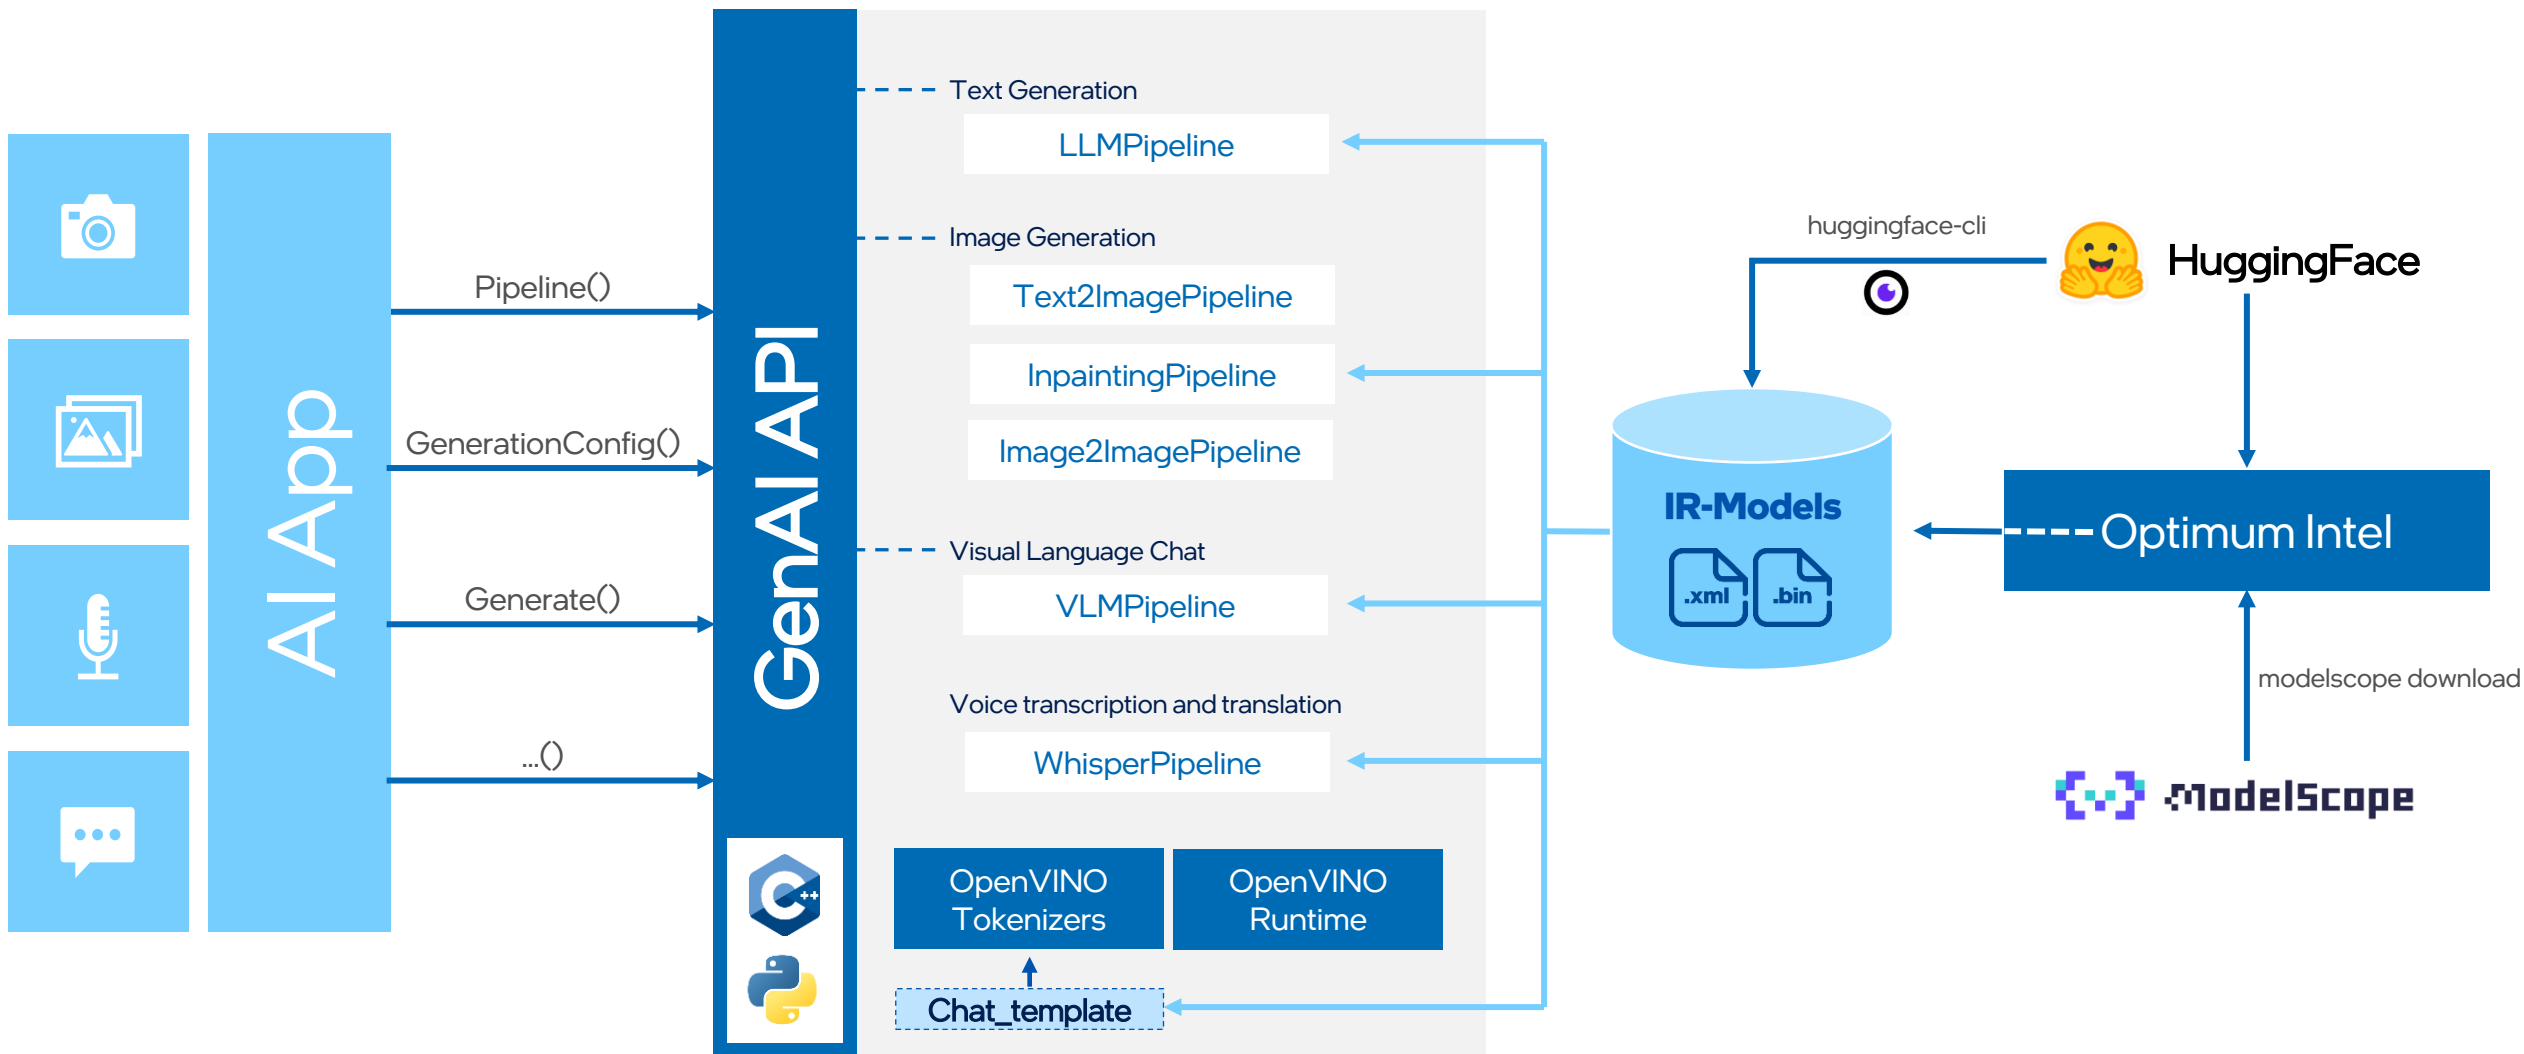 AI App
Pipeline()
GenerationConfig()
Generate()
...()
GenAI API
C++
Text Generation
LLMPipeline
Image Generation
Text2ImagePipeline
InpaintingPipeline
Image2ImagePipeline
Visual Language Chat
VLMPipeline
Voice transcription and translation
WhisperPipeline
OpenVINO
Tokenizers
OpenVINO
Runtime
Chat_template
IR-Models
.xml
.bin
huggingface-cli
HuggingFace
Optimum Intel
modelscope download
ModelScope